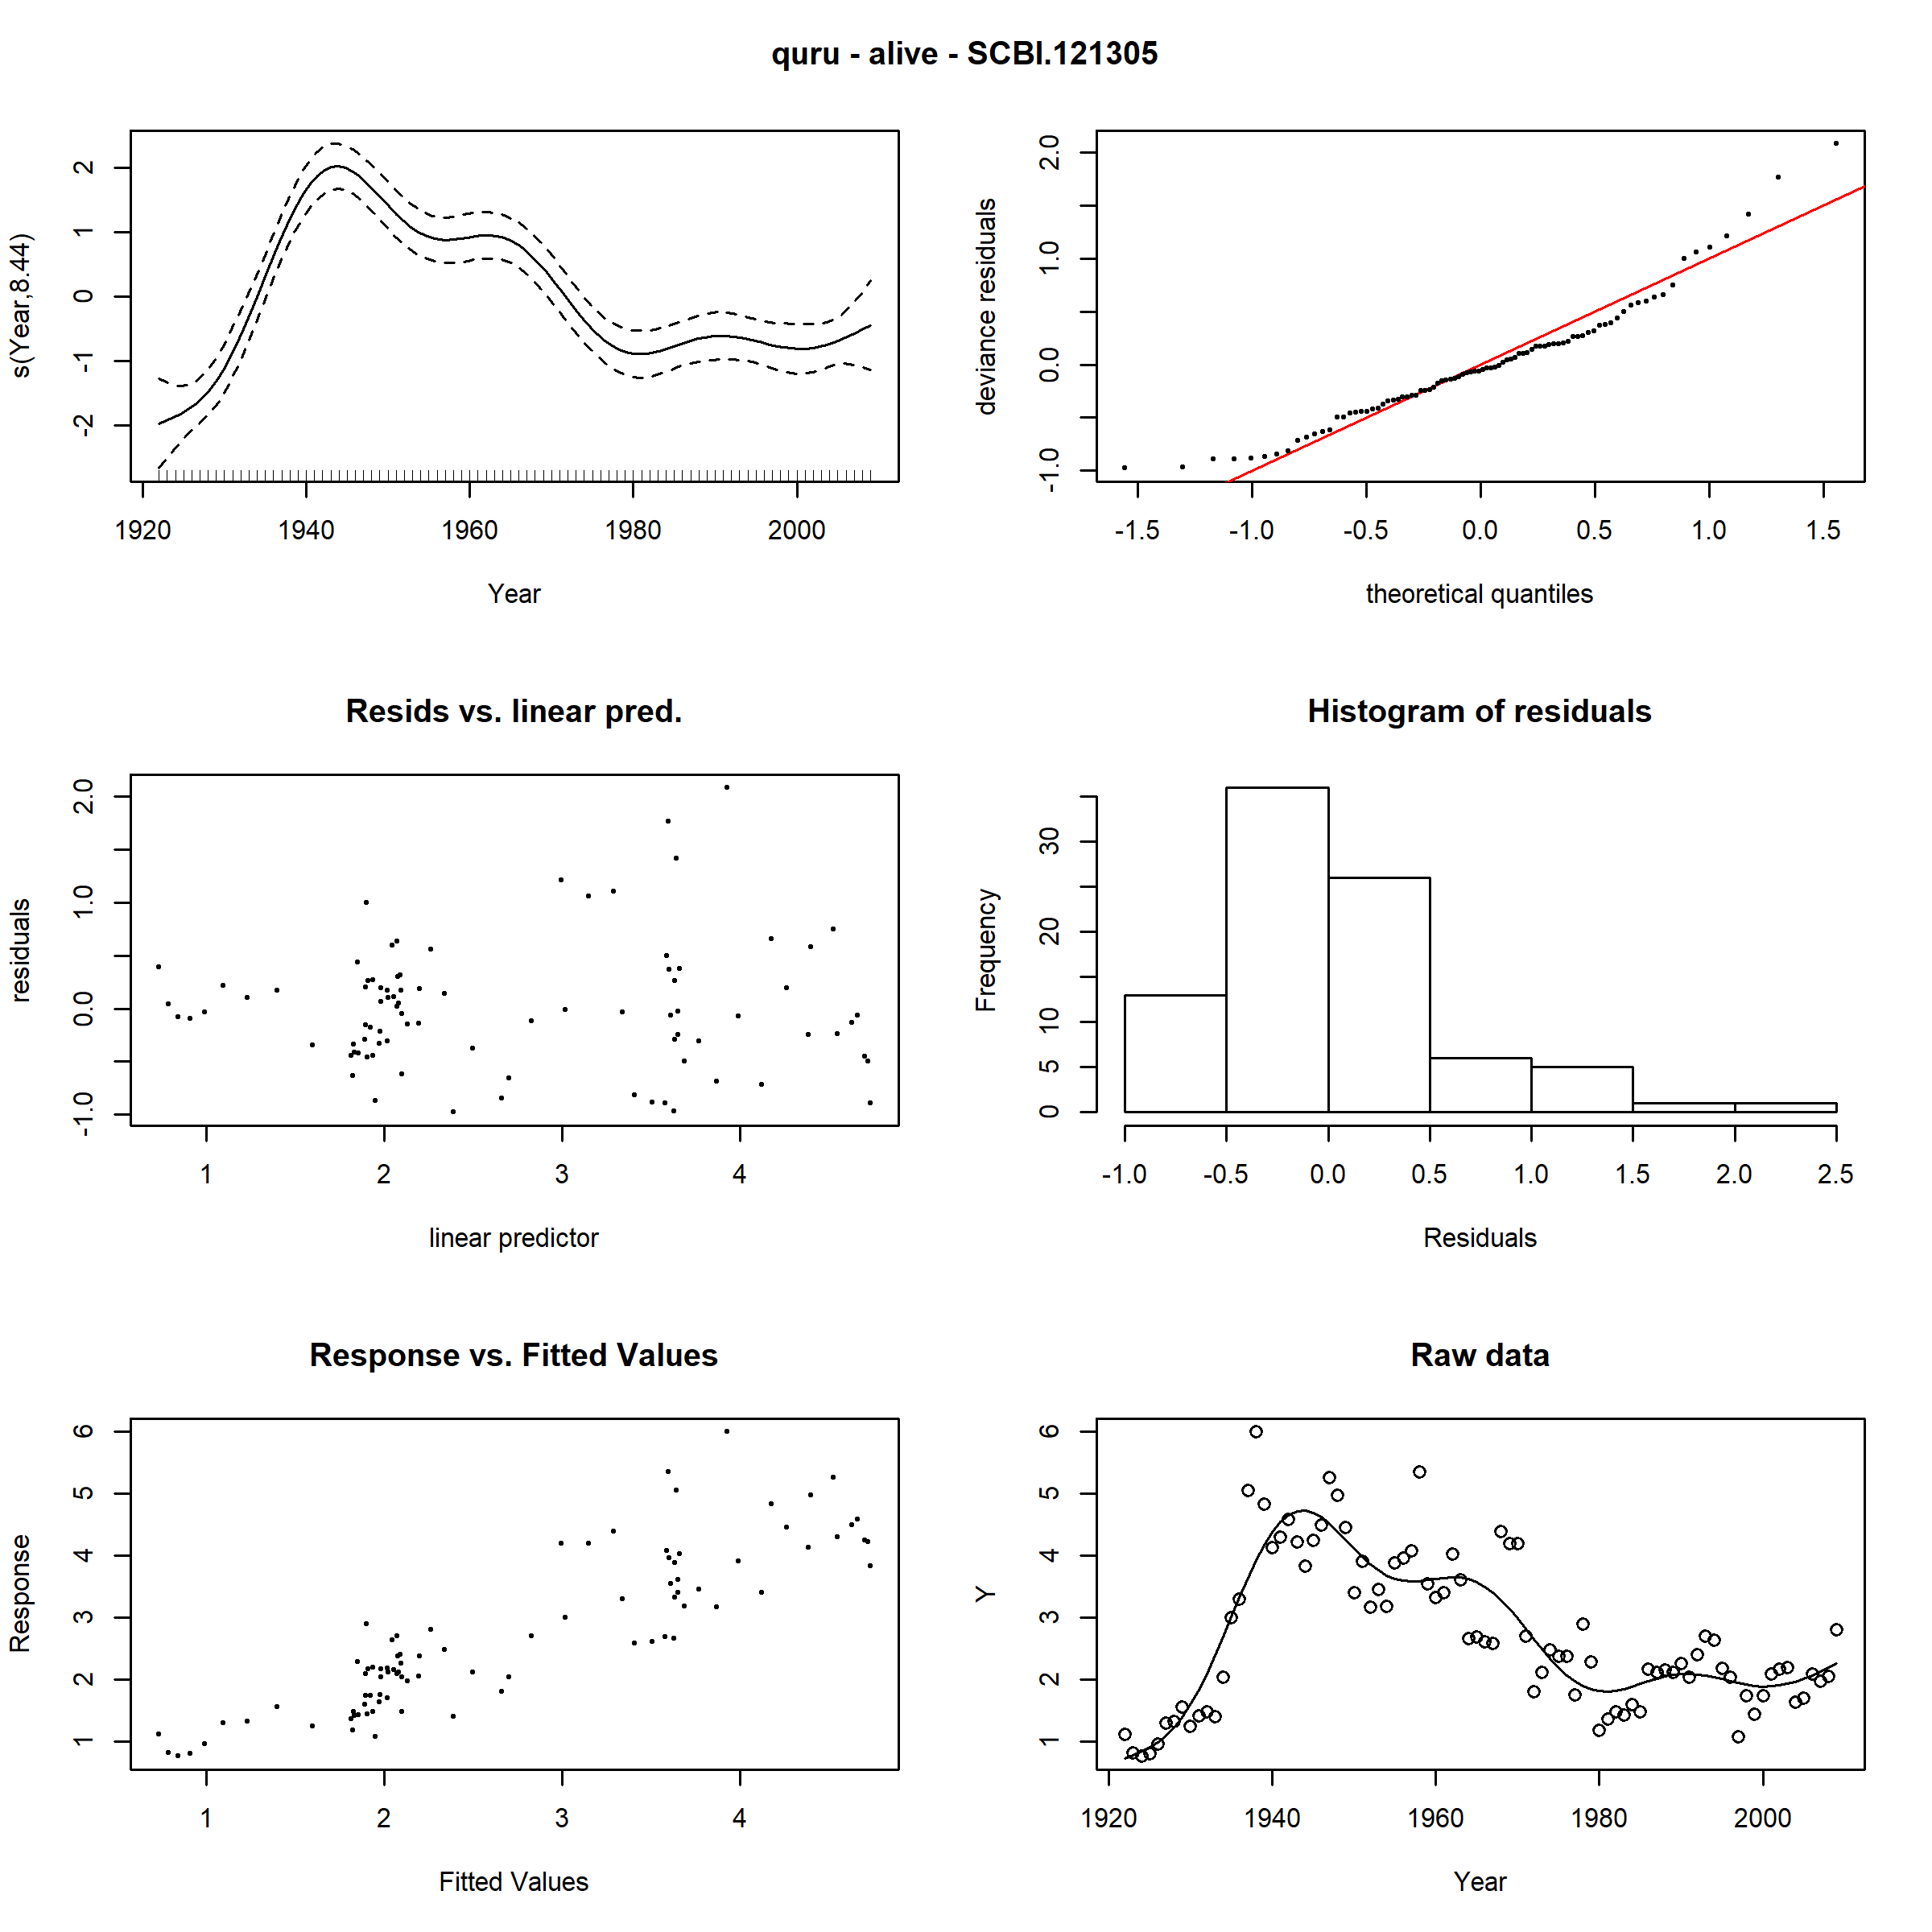 quru - alive - SCBI.121305
s(Year,8.44)
2
1
0
-1
-2
1920 1940 1960 1980 2000
Year
deviance residuals
2.0
1.0
0.0
-1.0
-1.5 -1.0 -0.5 0.0 0.5 1.0 1.5
theoretical quantiles
Resids vs. linear pred.
residuals
2.0
1.0
0.0
-1.0
1 2 3 4
linear predictor
Histogram of residuals
Frequency
30
20
10
5
0
-1.0 -0.5 0.0 0.5 1.0 1.5 2.0 2.5
Residuals
Response vs. Fitted Values
Response
6
5
4
3
2
1
1 2 3 4
Fitted Values
Raw data
Y
6
5
4
3
2
1
1920 1940 1960 1980 2000
Year